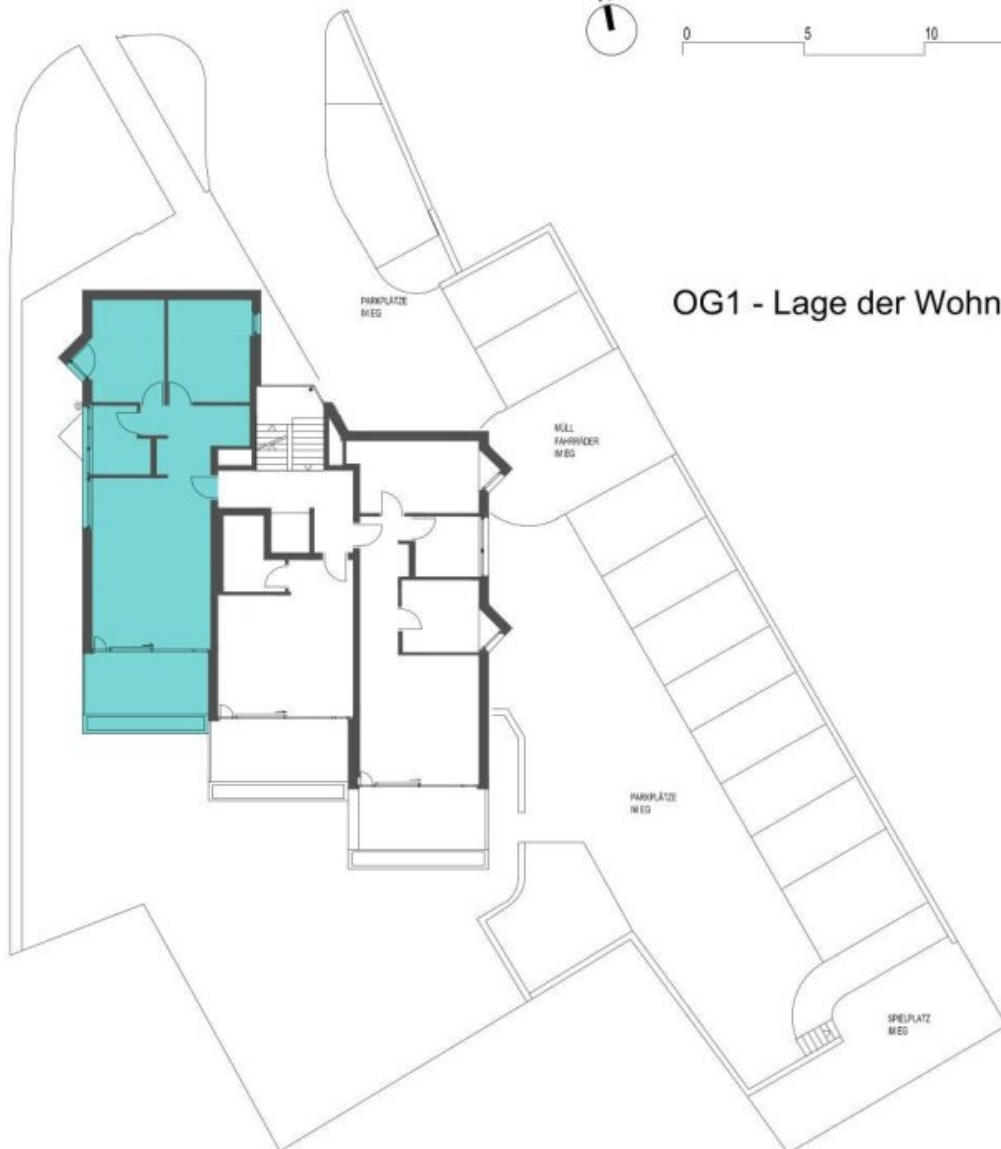 0 5 10
OG1 - Lage der Wohn
PARKPLÄTZE
IM EG
MÜLL
FAHRRÄDER
IM EG
PARKPLÄTZE
IM EG
SPIELPLATZ
IM EG